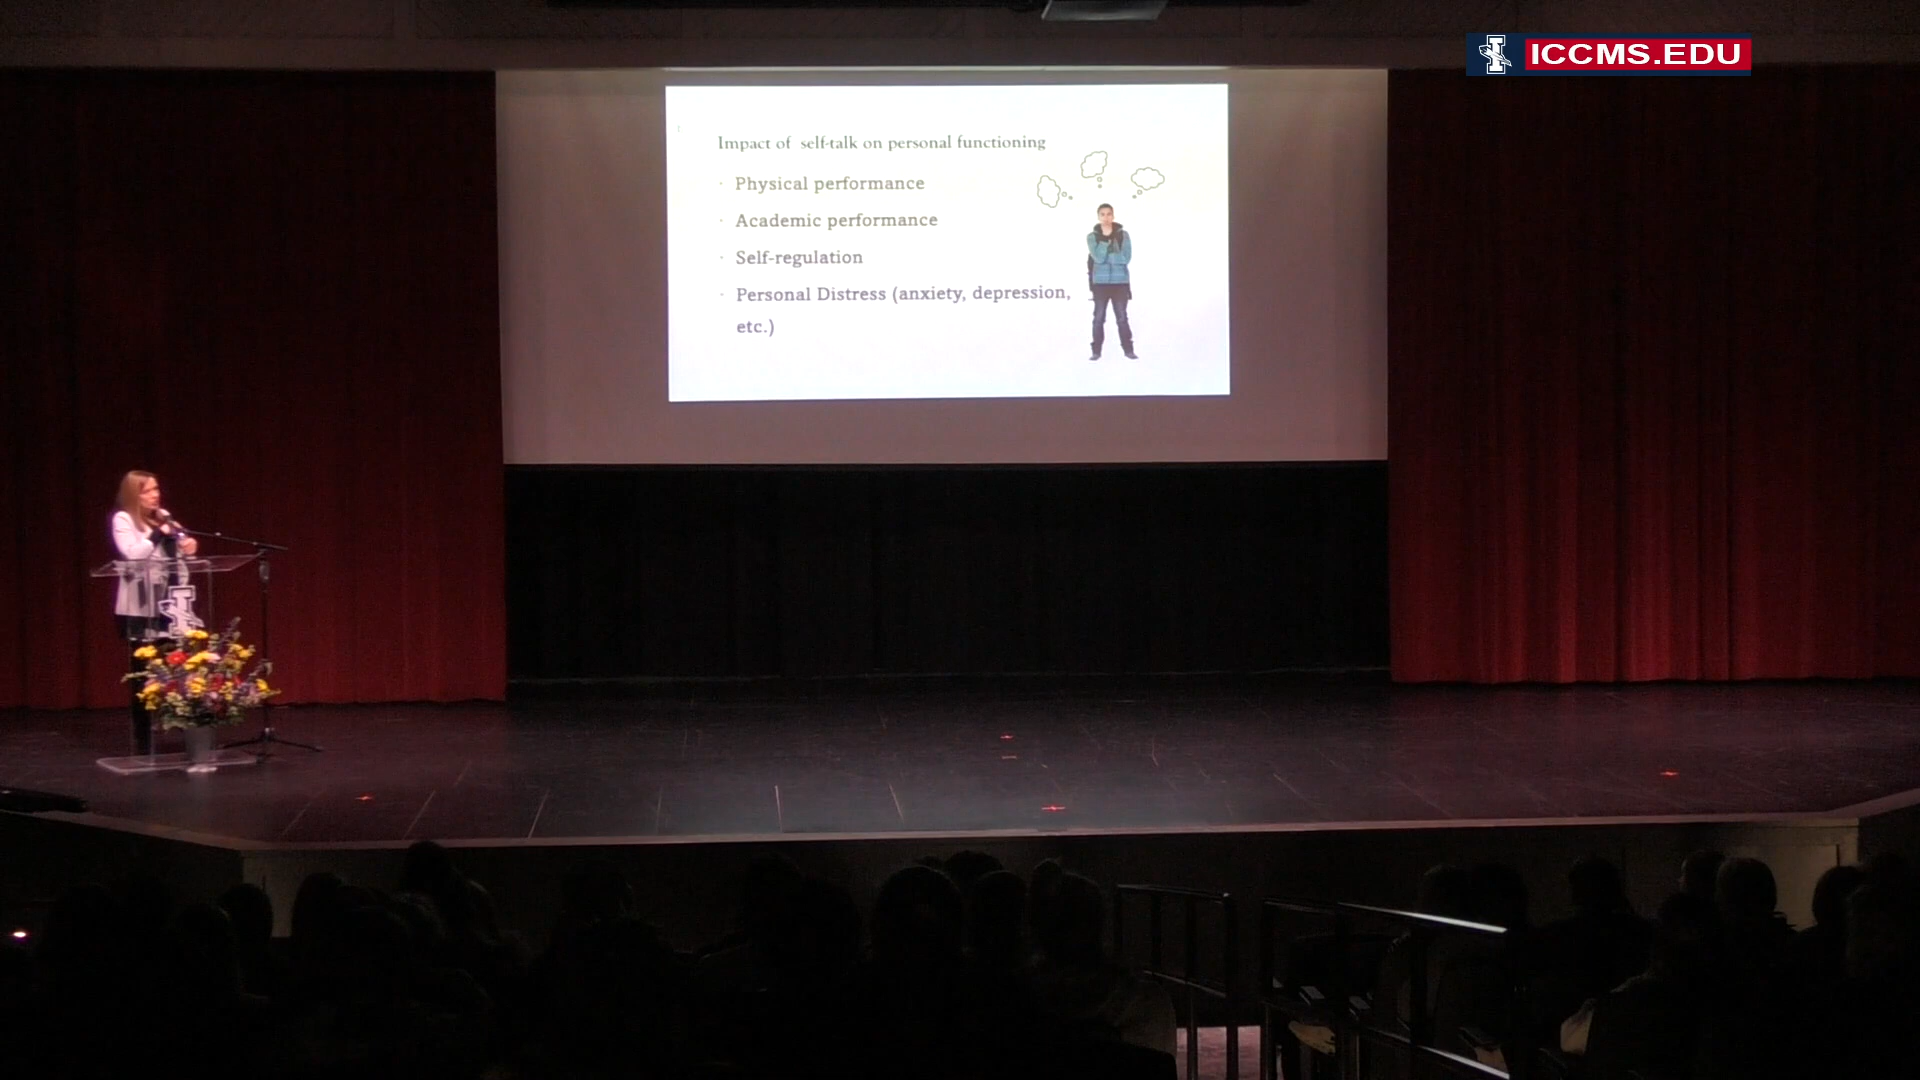 ICCMS.EDU
Impact of self-talk on personal functioning
· Physical performance
· Academic performance
· Self-regulation
· Personal Distress (anxiety, depression,
etc.)